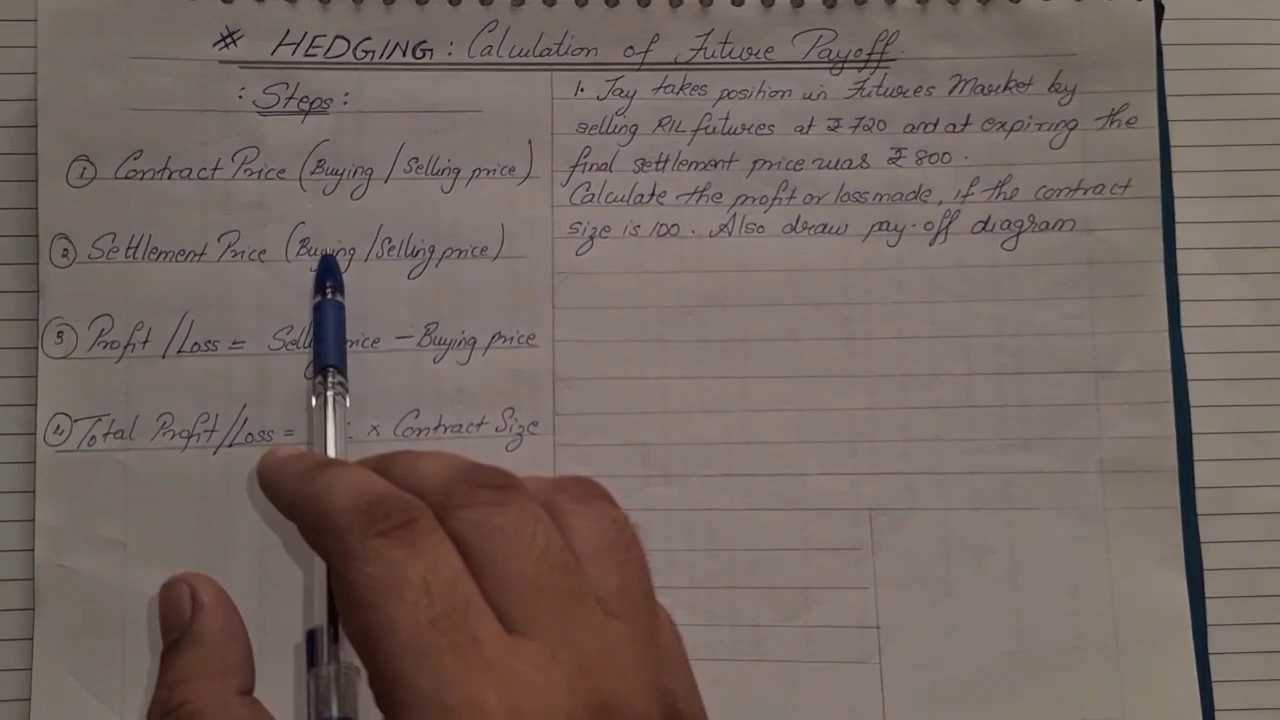 * HEDGING: Calculation of Future Payoff.
: Steps :
① Contract Price (Buying / Selling price)
② Settlement Price (Buying / Selling price)
③ Profit / Loss = Price - Buying price
④ Total Profit / Loss = x Contract Size
1. Jay takes position in Futures Market by
selling RIL futures at ₹ 720 and at expiring the
final settlement price was ₹ 800.
Calculate the profit or loss made, if the contract
size is 100. Also draw pay-off diagram